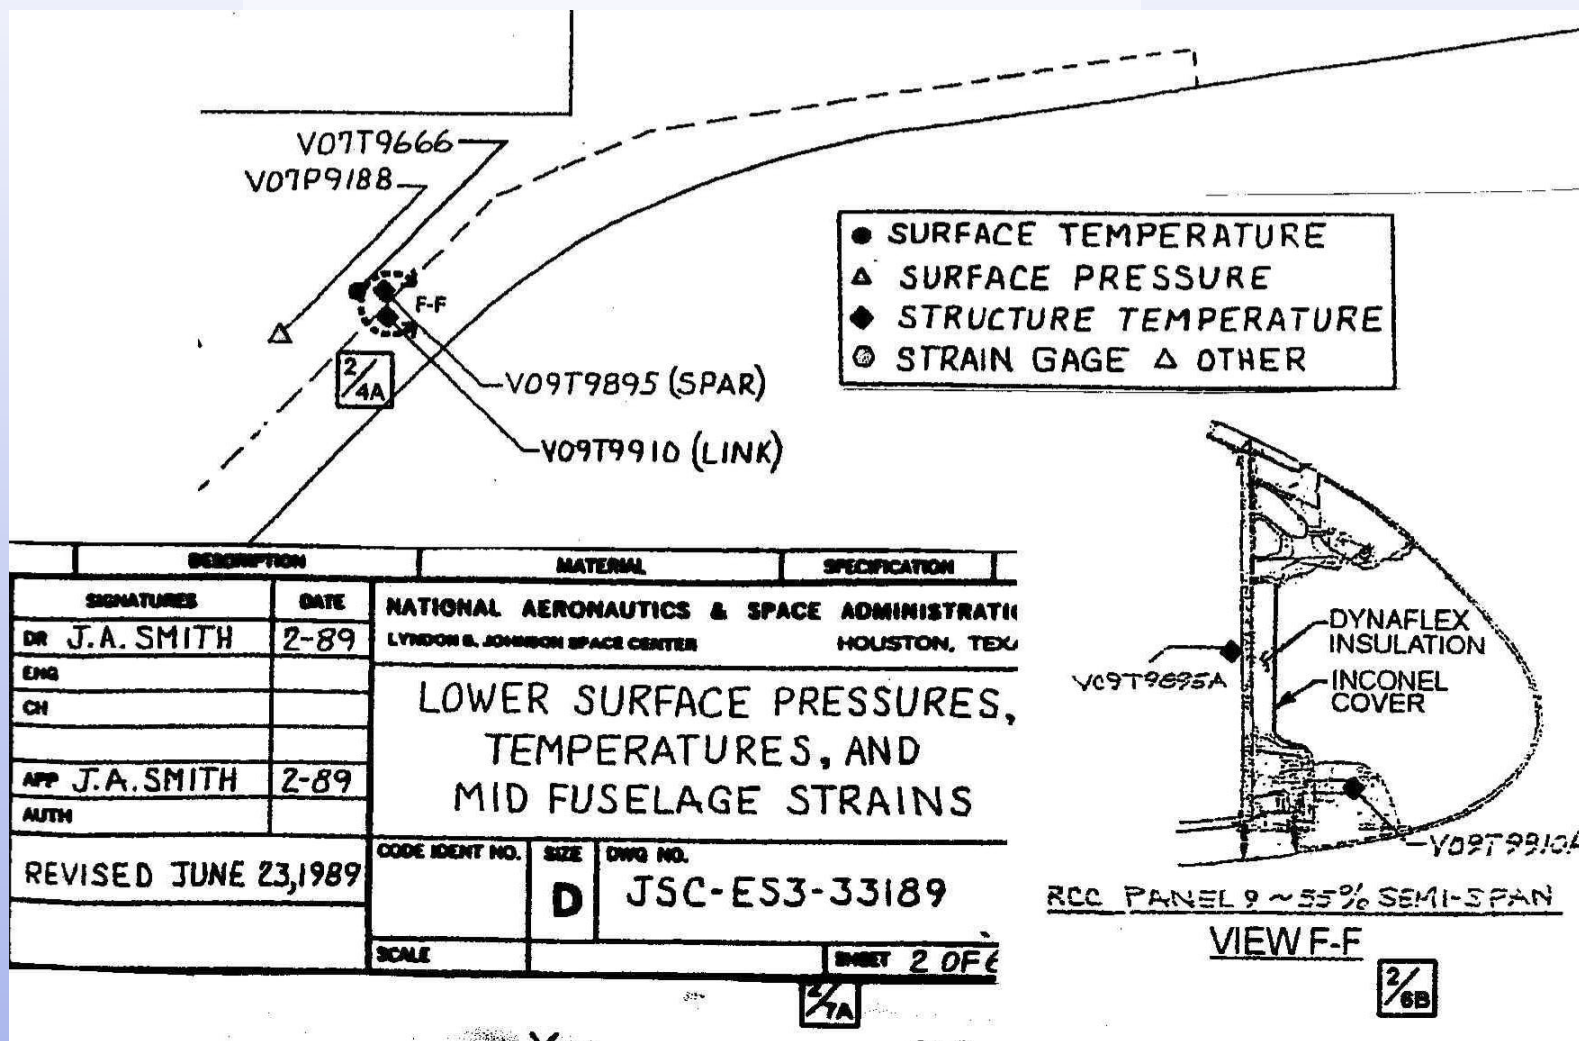 V07T9666
V07P9188
F-F
2/4A
V09T9895 (SPAR)
V09T9910 (LINK)
● SURFACE TEMPERATURE
△ SURFACE PRESSURE
◆ STRUCTURE TEMPERATURE
STRAIN GAGE △ OTHER
DYNAFLEX
INSULATION
INCONEL
COVER
V09T9895A
V09T9910A
RCC PANEL 9 ~ 55% SEMI-SPAN
VIEW F-F
2/6B
DESCRIPTION MATERIAL SPECIFICATION
SIGNATURES DATE
DR J.A. SMITH 2-89
ENG
CH
APP J.A. SMITH 2-89
AUTH
REVISED JUNE 23,1989
NATIONAL AERONAUTICS & SPACE ADMINISTRATI
LYNDON B. JOHNSON SPACE CENTER HOUSTON, TEXA
LOWER SURFACE PRESSURES,
TEMPERATURES, AND
MID FUSELAGE STRAINS
CODE IDENT NO. SIZE DWG NO.
D JSC-ES3-33189
SCALE SHEET 2 OF 6
2/7A